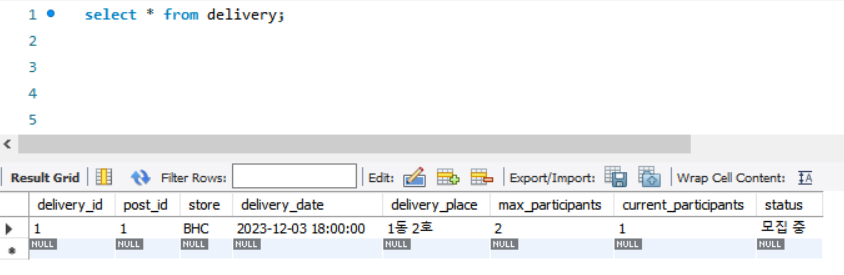 1 select * from delivery;
2
3
4
5
Result Grid Filter Rows: Edit: Export/Import: Wrap Cell Content: IA
delivery_id post_id store delivery_date delivery_place max_participants current_participants status
1 1 BHC 2023-12-03 18:00:00 1동 2호 2 1 모집 중
NULL NULL NULL NULL NULL NULL NULL NULL